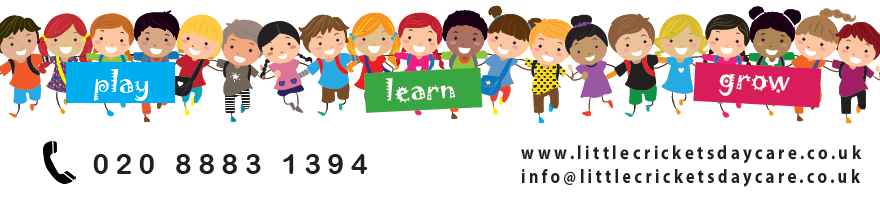 play
learn
grow
020 8883 1394
www.littlecricketsdaycare.co.uk
info@littlecricketsdaycare.co.uk